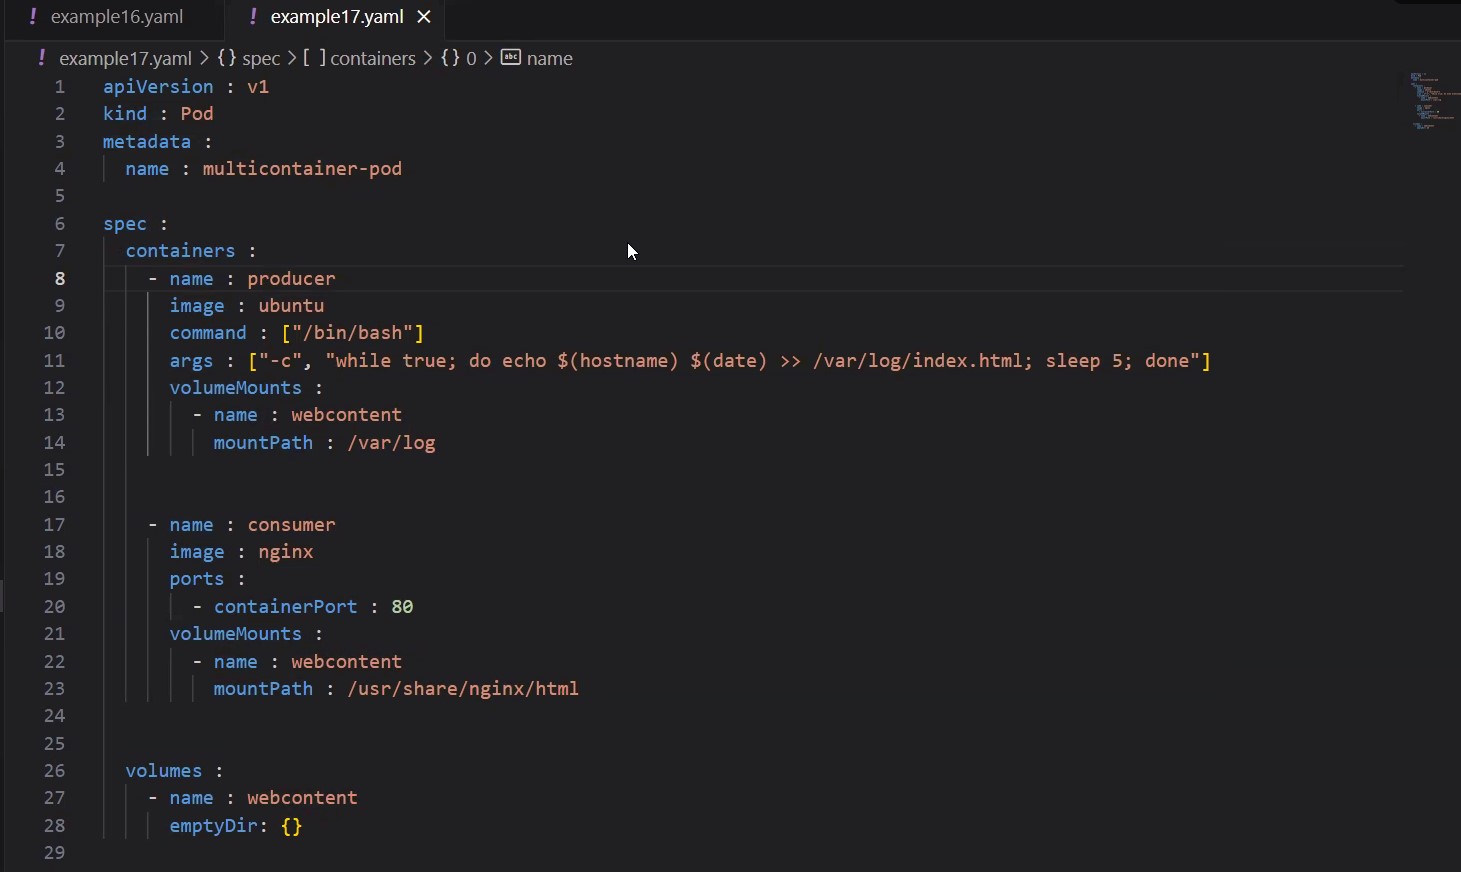 ! example16.yaml ! example17.yaml ×
! example17.yaml > {} spec > [ ] containers > {} 0 > abc name
1 apiVersion : v1
2 kind : Pod
3 metadata :
4 name : multicontainer-pod
5
6 spec :
7 containers :
8 - name : producer
9 image : ubuntu
10 command : ["/bin/bash"]
11 args : ["-c", "while true; do echo $(hostname) $(date) >> /var/log/index.html; sleep 5; done"]
12 volumeMounts :
13 - name : webcontent
14 mountPath : /var/log
15
16
17 - name : consumer
18 image : nginx
19 ports :
20 - containerPort : 80
21 volumeMounts :
22 - name : webcontent
23 mountPath : /usr/share/nginx/html
24
25
26 volumes :
27 - name : webcontent
28 emptyDir: {}
29